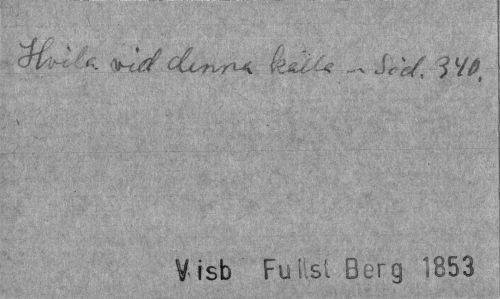 Hvila vid denna källa ~ Söd. 340.
Visb Fullst Berg 1853